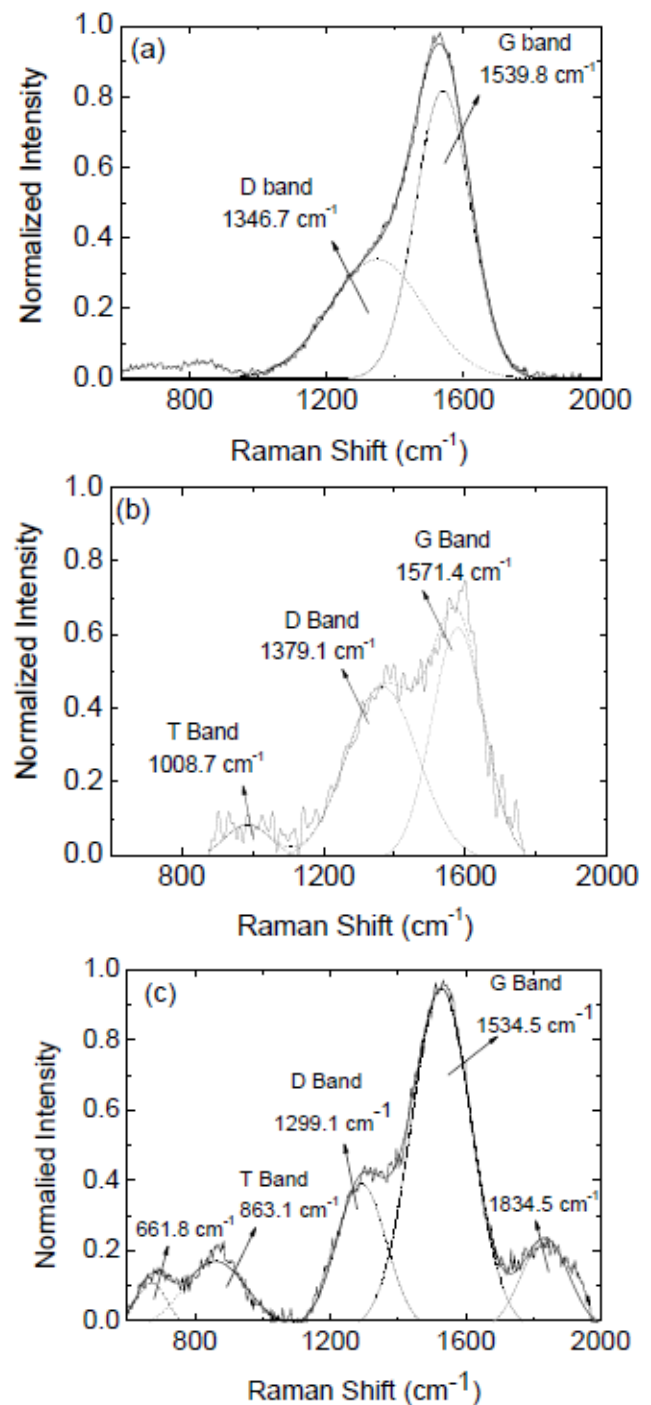 (a)
G band
1539.8 cm⁻¹
D band
1346.7 cm⁻¹
Normalized Intensity
1.0
0.8
0.6
0.4
0.2
0.0
800 1200 1600 2000
Raman Shift (cm⁻¹)
(b)
G Band
1571.4 cm⁻¹
D Band
1379.1 cm⁻¹
T Band
1008.7 cm⁻¹
Normalized Intensity
1.0
0.8
0.6
0.4
0.2
0.0
800 1200 1600 2000
Raman Shift (cm⁻¹)
(c)
G Band
1534.5 cm⁻¹
D Band
1299.1 cm⁻¹
T Band
863.1 cm⁻¹
661.8 cm⁻¹
1834.5 cm⁻¹
Normalied Intensity
1.0
0.8
0.6
0.4
0.2
0.0
800 1200 1600 2000
Raman Shift (cm⁻¹)